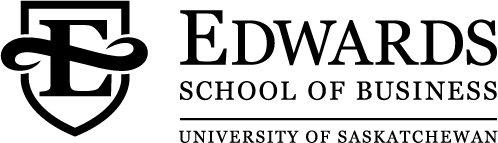 E
EDWARDS
SCHOOL OF BUSINESS
UNIVERSITY OF SASKATCHEWAN